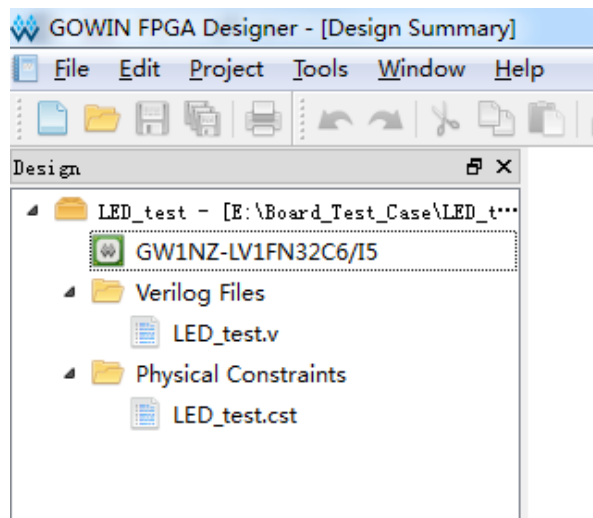 GOWIN FPGA Designer - [Design Summary]
File Edit Project Tools Window Help
Design
LED_test - [E:\Board_Test_Case\LED_t...
GW1NZ-LV1FN32C6/I5
Verilog Files
LED_test.v
Physical Constraints
LED_test.cst